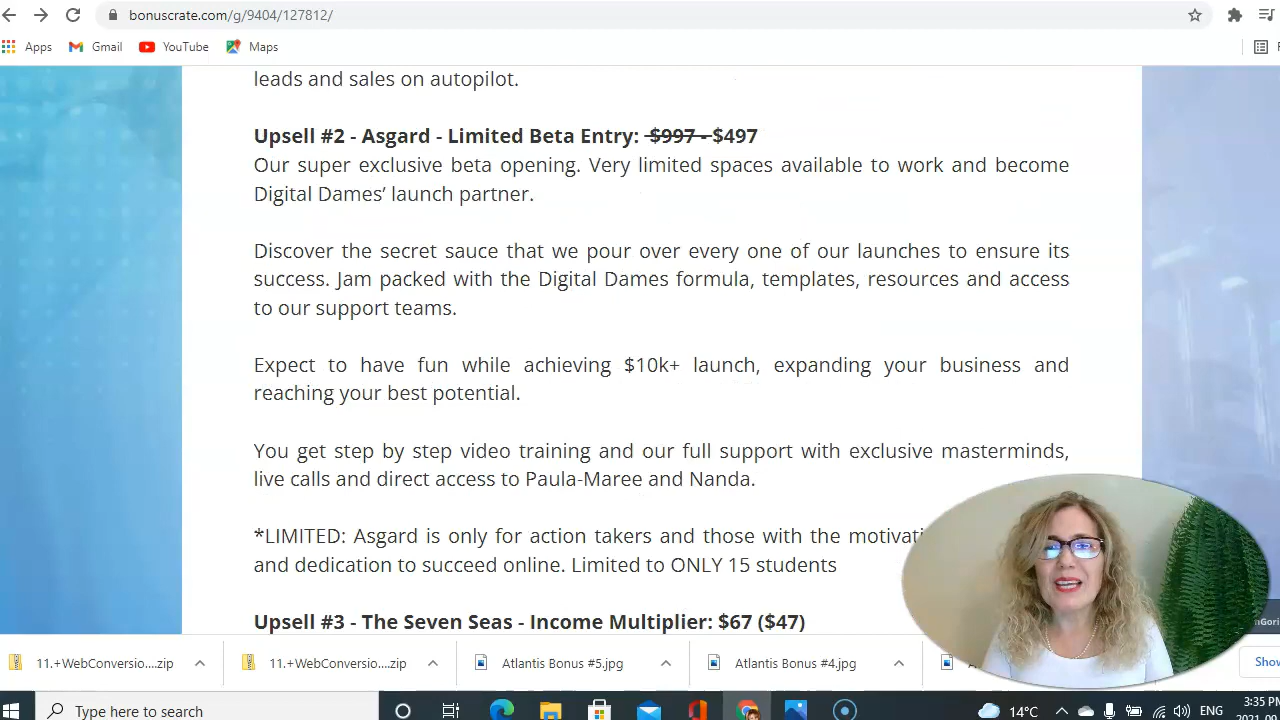 bonuscrate.com/g/9404/127812/
Apps Gmail YouTube Maps
leads and sales on autopilot.
Upsell #2 - Asgard - Limited Beta Entry: $997 - $497
Our super exclusive beta opening. Very limited spaces available to work and become
Digital Dames’ launch partner.
Discover the secret sauce that we pour over every one of our launches to ensure its
success. Jam packed with the Digital Dames formula, templates, resources and access
to our support teams.
Expect to have fun while achieving $10k+ launch, expanding your business and
reaching your best potential.
You get step by step video training and our full support with exclusive masterminds,
live calls and direct access to Paula-Maree and Nanda.
*LIMITED: Asgard is only for action takers and those with the motivati
and dedication to succeed online. Limited to ONLY 15 students
Upsell #3 - The Seven Seas - Income Multiplier: $67 ($47)
11.+WebConversio....zip 11.+WebConversio....zip Atlantis Bonus #5.jpg Atlantis Bonus #4.jpg Show
Type here to search 14°C ENG 3:35 PM